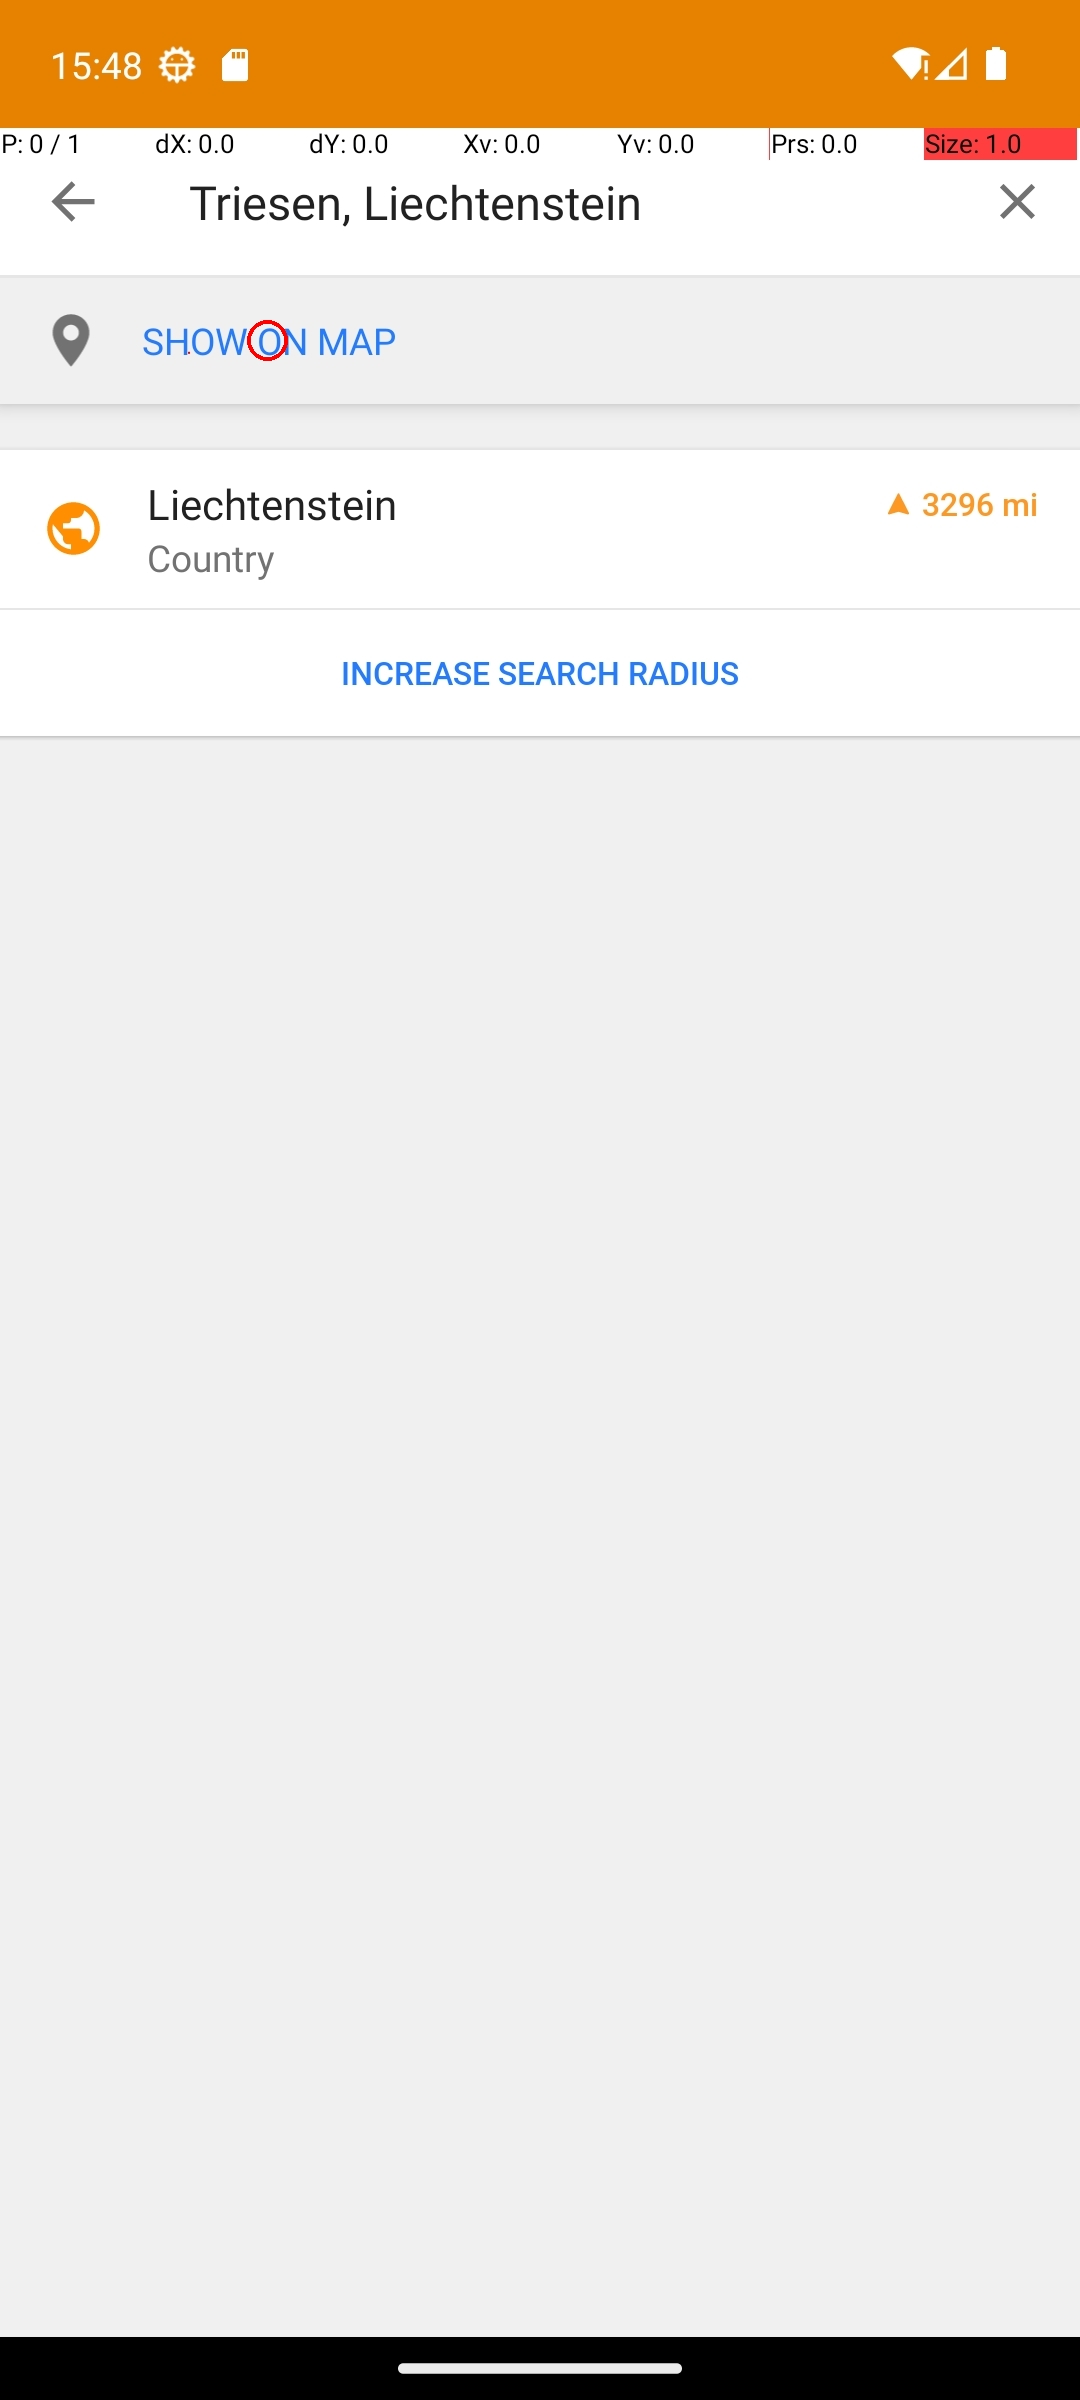 15:48
P: 0 / 1 dX: 0.0 dY: 0.0 Xv: 0.0 Yv: 0.0 Prs: 0.0 Size: 1.0
Triesen, Liechtenstein
SHOW ON MAP
Liechtenstein 3296 mi
Country
INCREASE SEARCH RADIUS